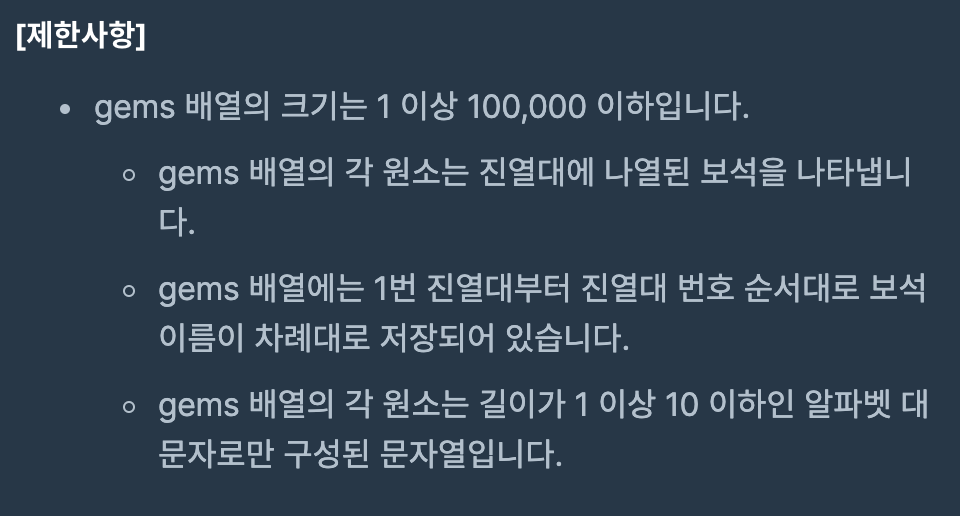 [제한사항]
• gems 배열의 크기는 1 이상 100,000 이하입니다.
◦ gems 배열의 각 원소는 진열대에 나열된 보석을 나타냅니
다.
◦ gems 배열에는 1번 진열대부터 진열대 번호 순서대로 보석
이름이 차례대로 저장되어 있습니다.
◦ gems 배열의 각 원소는 길이가 1 이상 10 이하인 알파벳 대
문자로만 구성된 문자열입니다.